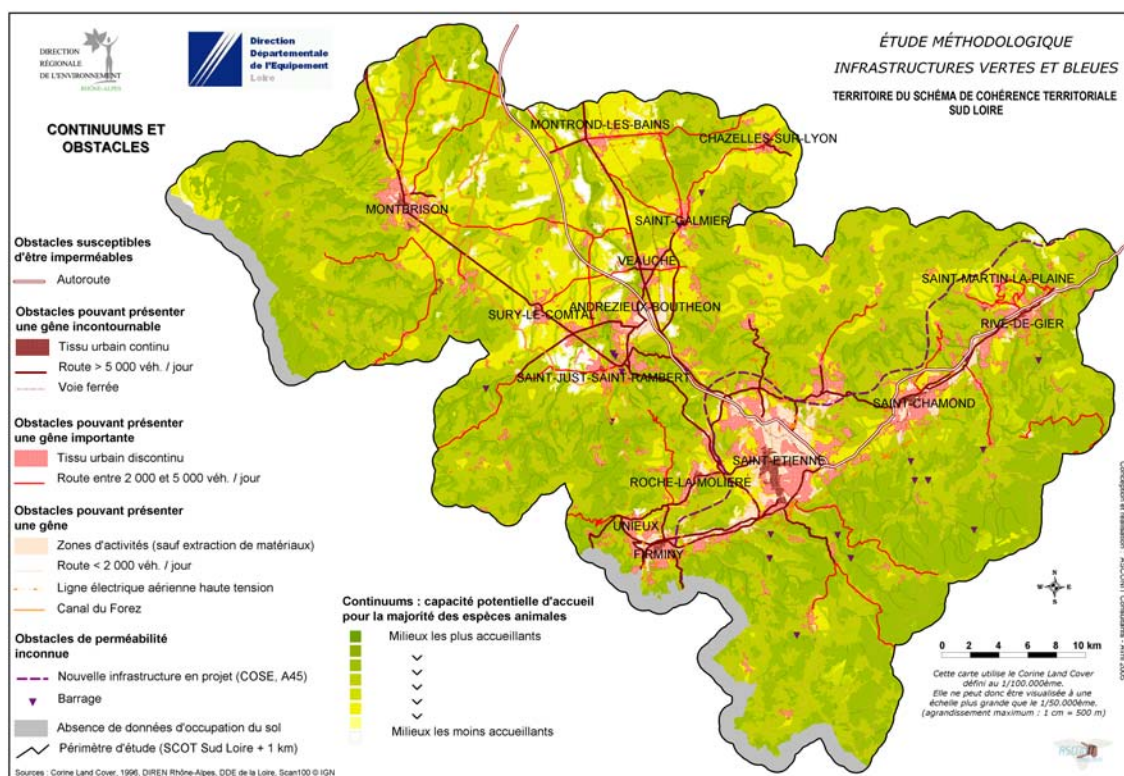 DIRECTION
RÉGIONALE
DE L'ENVIRONNEMENT
RHÔNE-ALPES
Direction
Départementale
de l'Equipement
Loire
ÉTUDE MÉTHODOLOGIQUE
INFRASTRUCTURES VERTES ET BLEUES
TERRITOIRE DU SCHÉMA DE COHÉRENCE TERRITORIALE
SUD LOIRE
CONTINUUMS ET
OBSTACLES
Obstacles susceptibles
d'être imperméables
Autoroute
Obstacles pouvant présenter
une gêne incontournable
Tissu urbain continu
Route > 5 000 véh. / jour
Voie ferrée
Obstacles pouvant présenter
une gêne importante
Tissu urbain discontinu
Route entre 2 000 et 5 000 véh. / jour
Obstacles pouvant présenter
une gêne
Zones d'activités (sauf extraction de matériaux)
Route < 2 000 véh. / jour
Ligne électrique aérienne haute tension
Canal du Forez
Obstacles de perméabilité
inconnue
Nouvelle infrastructure en projet (COSE, A45)
Barrage
Absence de données d'occupation du sol
Périmètre d'étude (SCOT Sud Loire + 1 km)
Sources : Corine Land Cover, 1996, DIREN Rhône-Alpes, DDE de la Loire, Scan100 © IGN
MONTROND-LES-BAINS
CHAZELLES-SUR-LYON
MONTBRISON
SAINT-GALMIER
VEAUCHE
SAINT-MARTIN-LA-PLAINE
ANDREZIEUX-BOUTHEON
SURY-LE-COMTAL
RIVE-DE-GIER
SAINT-JUST-SAINT-RAMBERT
SAINT-CHAMOND
SAINT-ETIENNE
ROCHE-LA-MOLIERE
UNIEUX
FIRMINY
Continuums : capacité potentielle d'accueil
pour la majorité des espèces animales
Milieux les plus accueillants
Milieux les moins accueillants
N
W E
S
0 2 4 6 8 10 km
Cette carte utilise le Corine Land Cover
défini au 1/100.000ème.
Elle ne peut donc être visualisée à une
échelle plus grande que le 1/50.000ème.
(agrandissement maximum : 1 cm = 500 m)
Conception et réalisation : ASCONIT Consultants